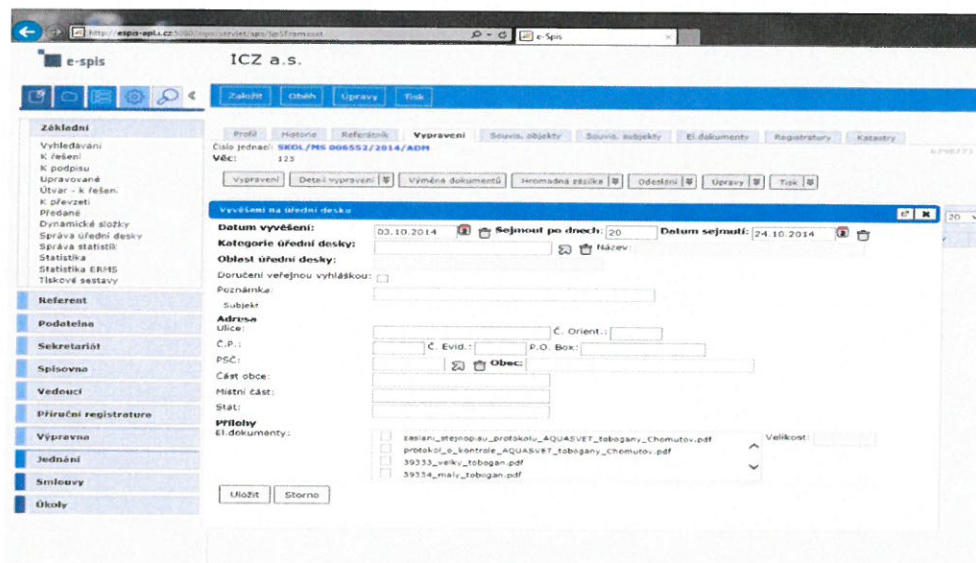 e-Spis
e-spis
ICZ a.s.
Založit Oběh Úpravy Tisk
Základní
Vyhledávání
K řešení
K podpisu
Upravované
Útvar - k řešen.
K převzetí
Předané
Dynamické složky
Správa úřední desky
Správa statistik
Statistika
Statistika ERMS
Tiskové sestavy
Referent
Podatelna
Sekretariát
Spisovna
Vedoucí
Příruční registratura
Výpravna
Jednání
Smlouvy
Úkoly
Profil Historie Referátník Vypravení Souvis. objekty Souvis. subjekty El.dokumenty Registratury Katastry
Číslo jednací: SKOL/MS 006552/2014/ADM
Věc: 123
Vypravení Detail vypravení Výměna dokumentů Hromadná zásilka Odeslání Úpravy Tisk
Vyvěšení na úřední desku
20
Datum vyvěšení: 03.10.2014 Sejmout po dnech: 20 Datum sejmutí: 24.10.2014
Kategorie úřední desky: Název:
Oblast úřední desky:
Doručení veřejnou vyhláškou:
Poznámka:
Subjekt
Adresa
Ulice: Č. Orient.:
Č.P.: Č. Evid.: P.O. Box:
PSČ: Obec:
Část obce:
Místní část:
Stát:
Přílohy
El.dokumenty: zaslani_stejnopisu_protokolu_AQUASVET_tobogany_Chomutov.pdf Velikost:
protokol_o_kontrole_AQUASVET_tobogany_Chomutov.pdf
39333_velky_tobogan.pdf
39334_maly_tobogan.pdf
Uložit Storno